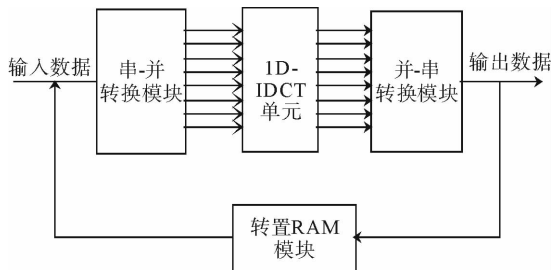 输入数据
串-并
转换模块
1D-
IDCT
单元
并-串
转换模块
输出数据
转置RAM
模块